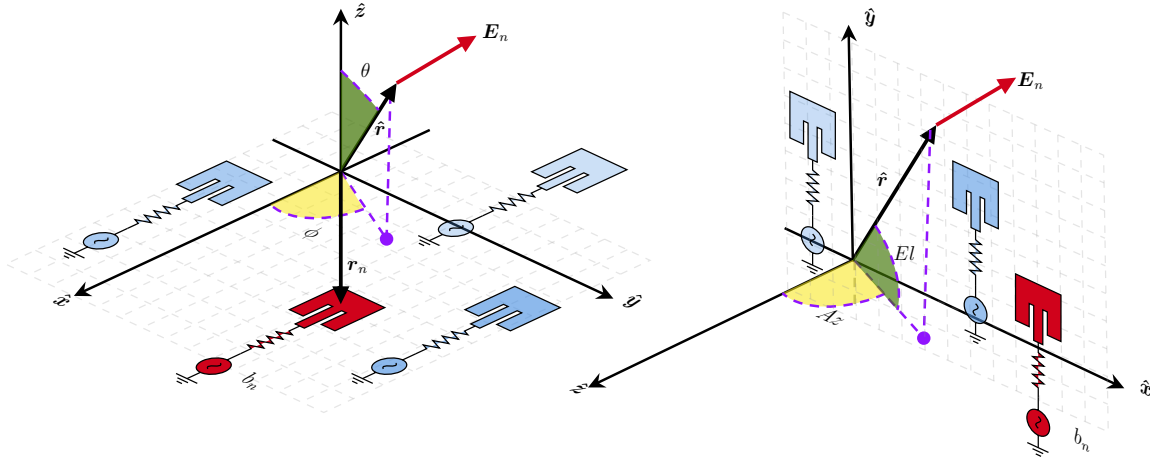 ẑ
E_n
θ
r̂
ϕ
r_n
x̂
ŷ
b_n
ŷ
E_n
r̂
El
Az
ẑ
x̂
b_n